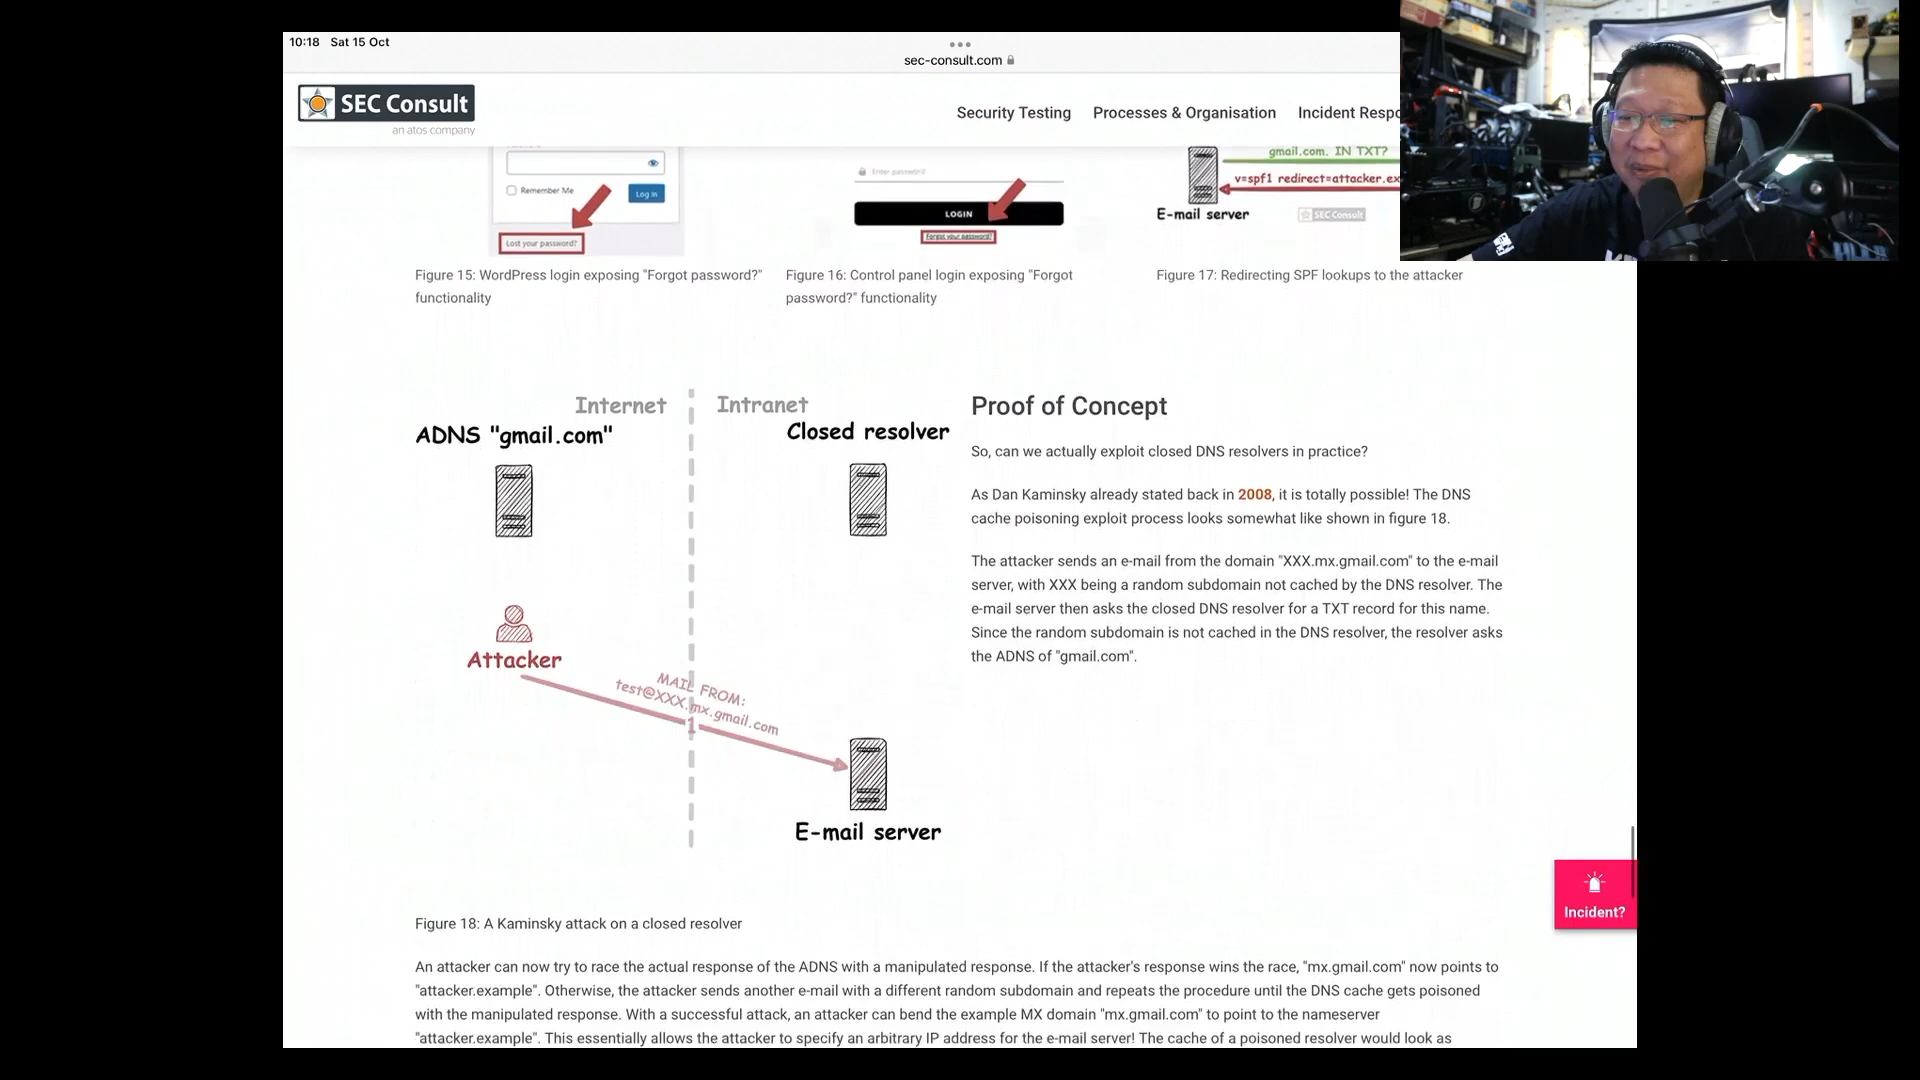 10:18 Sat 15 Oct
sec-consult.com
SEC Consult
an atos company
Security Testing Processes & Organisation Incident Respo
Remember Me
Log In
Lost your password?
Enter password
LOGIN
Forgot your password?
gmail.com. IN TXT?
v=spf1 redirect=attacker.ex
E-mail server
SEC Consult
Figure 15: WordPress login exposing "Forgot password?"
functionality
Figure 16: Control panel login exposing "Forgot
password?" functionality
Figure 17: Redirecting SPF lookups to the attacker
Internet
Intranet
ADNS "gmail.com"
Closed resolver
Attacker
MAIL FROM:
test@XXX.mx.gmail.com
1
E-mail server
Proof of Concept
So, can we actually exploit closed DNS resolvers in practice?
As Dan Kaminsky already stated back in 2008, it is totally possible! The DNS
cache poisoning exploit process looks somewhat like shown in figure 18.
The attacker sends an e-mail from the domain "XXX.mx.gmail.com" to the e-mail
server, with XXX being a random subdomain not cached by the DNS resolver. The
e-mail server then asks the closed DNS resolver for a TXT record for this name.
Since the random subdomain is not cached in the DNS resolver, the resolver asks
the ADNS of "gmail.com".
Incident?
Figure 18: A Kaminsky attack on a closed resolver
An attacker can now try to race the actual response of the ADNS with a manipulated response. If the attacker's response wins the race, "mx.gmail.com" now points to
"attacker.example". Otherwise, the attacker sends another e-mail with a different random subdomain and repeats the procedure until the DNS cache gets poisoned
with the manipulated response. With a successful attack, an attacker can bend the example MX domain "mx.gmail.com" to point to the nameserver
"attacker.example". This essentially allows the attacker to specify an arbitrary IP address for the e-mail server! The cache of a poisoned resolver would look as